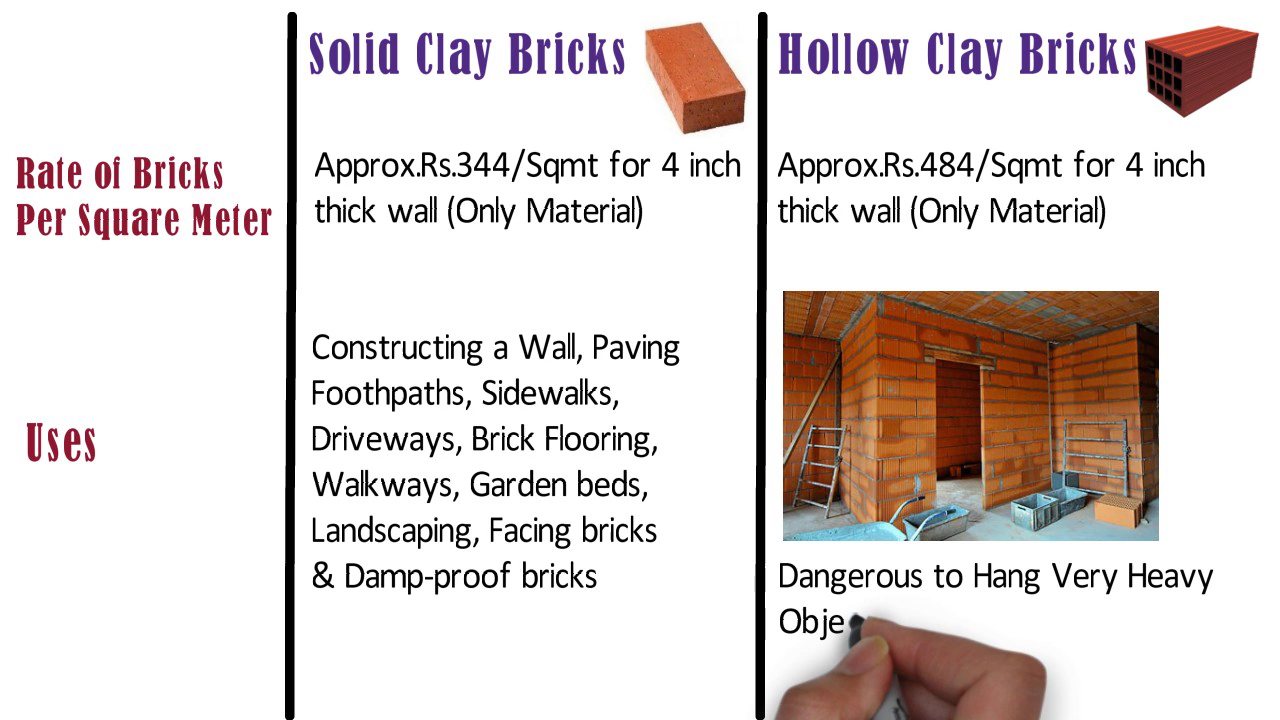 Solid Clay Bricks
Hollow Clay Bricks
Rate of Bricks
Per Square Meter
Approx.Rs.344/Sqmt for 4 inch
thick wall (Only Material)
Approx.Rs.484/Sqmt for 4 inch
thick wall (Only Material)
Uses
Constructing a Wall, Paving
Foothpaths, Sidewalks,
Driveways, Brick Flooring,
Walkways, Garden beds,
Landscaping, Facing bricks
& Damp-proof bricks
Dangerous to Hang Very Heavy
Obje